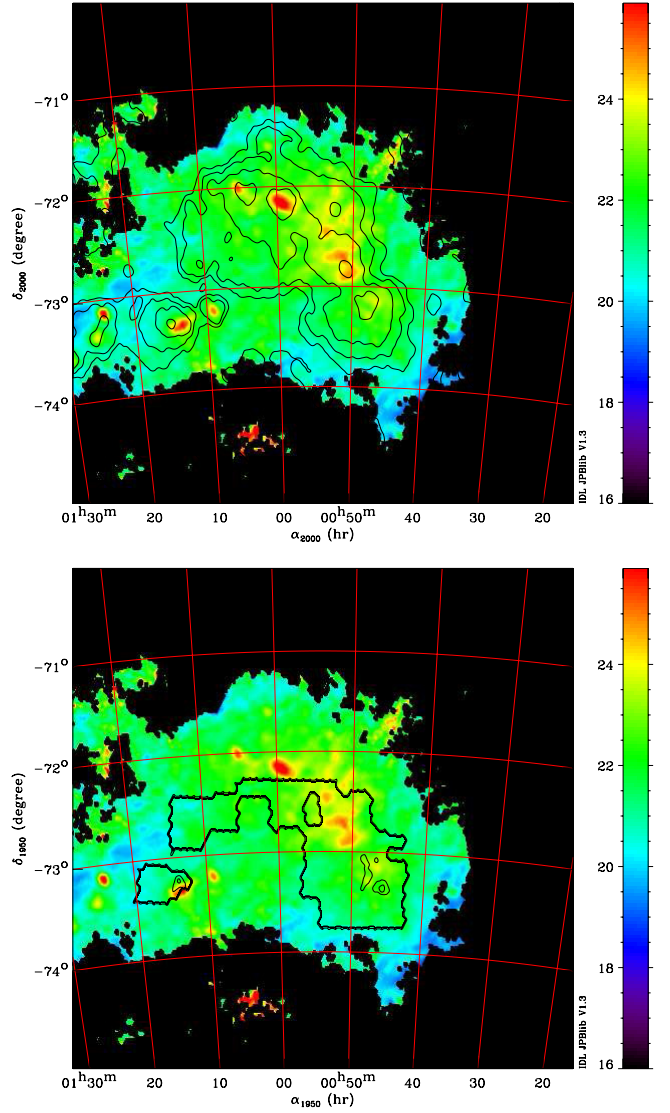 −71°
−72°
−73°
−74°
δ2000 (degree)
01h30m 20 10 00 00h50m 40 30 20
α2000 (hr)
24
22
20
18
16
IDL JPBlib V1.3
−71°
−72°
−73°
−74°
δ1950 (degree)
01h30m 20 10 00 00h50m 40 30 20
α1950 (hr)
24
22
20
18
16
IDL JPBlib V1.3